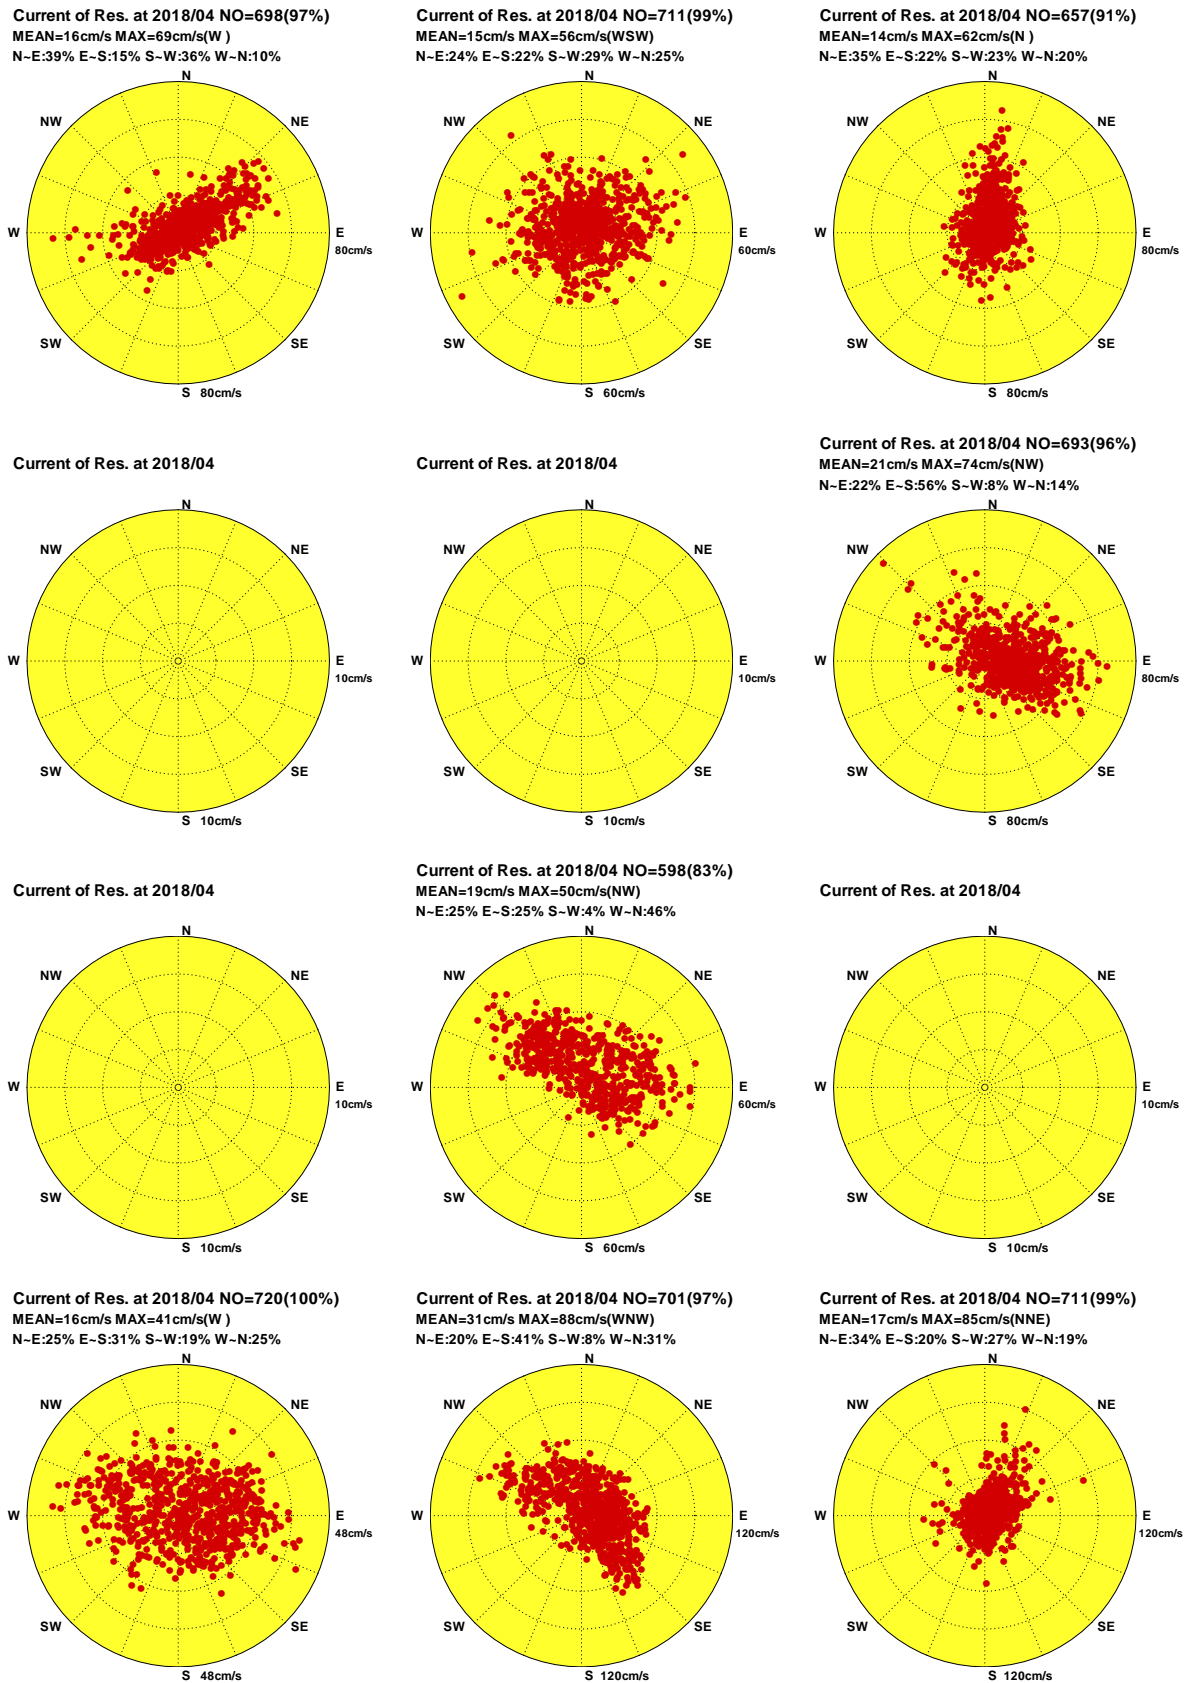 Current of Res. at 2018/04 NO=698(97%)
MEAN=16cm/s MAX=69cm/s(W )
N~E:39% E~S:15% S~W:36% W~N:10%
N
NW
NE
W
E
80cm/s
SW
SE
S 80cm/s
Current of Res. at 2018/04 NO=711(99%)
MEAN=15cm/s MAX=56cm/s(WSW)
N~E:24% E~S:22% S~W:29% W~N:25%
N
NW
NE
W
E
60cm/s
SW
SE
S 60cm/s
Current of Res. at 2018/04 NO=657(91%)
MEAN=14cm/s MAX=62cm/s(N )
N~E:35% E~S:22% S~W:23% W~N:20%
N
NW
NE
W
E
80cm/s
SW
SE
S 80cm/s
Current of Res. at 2018/04
N
NW
NE
W
E
10cm/s
SW
SE
S 10cm/s
Current of Res. at 2018/04
N
NW
NE
W
E
10cm/s
SW
SE
S 10cm/s
Current of Res. at 2018/04 NO=693(96%)
MEAN=21cm/s MAX=74cm/s(NW)
N~E:22% E~S:56% S~W:8% W~N:14%
N
NW
NE
W
E
80cm/s
SW
SE
S 80cm/s
Current of Res. at 2018/04
N
NW
NE
W
E
10cm/s
SW
SE
S 10cm/s
Current of Res. at 2018/04 NO=598(83%)
MEAN=19cm/s MAX=50cm/s(NW)
N~E:25% E~S:25% S~W:4% W~N:46%
N
NW
NE
W
E
60cm/s
SW
SE
S 60cm/s
Current of Res. at 2018/04
N
NW
NE
W
E
10cm/s
SW
SE
S 10cm/s
Current of Res. at 2018/04 NO=720(100%)
MEAN=16cm/s MAX=41cm/s(W )
N~E:25% E~S:31% S~W:19% W~N:25%
N
NW
NE
W
E
48cm/s
SW
SE
S 48cm/s
Current of Res. at 2018/04 NO=701(97%)
MEAN=31cm/s MAX=88cm/s(WNW)
N~E:20% E~S:41% S~W:8% W~N:31%
N
NW
NE
W
E
120cm/s
SW
SE
S 120cm/s
Current of Res. at 2018/04 NO=711(99%)
MEAN=17cm/s MAX=85cm/s(NNE)
N~E:34% E~S:20% S~W:27% W~N:19%
N
NW
NE
W
E
120cm/s
SW
SE
S 120cm/s